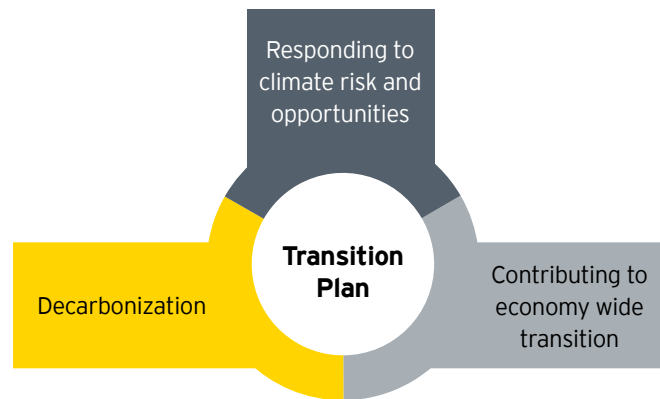 Responding to
climate risk and
opportunities
Transition
Plan
Decarbonization
Contributing to
economy wide
transition